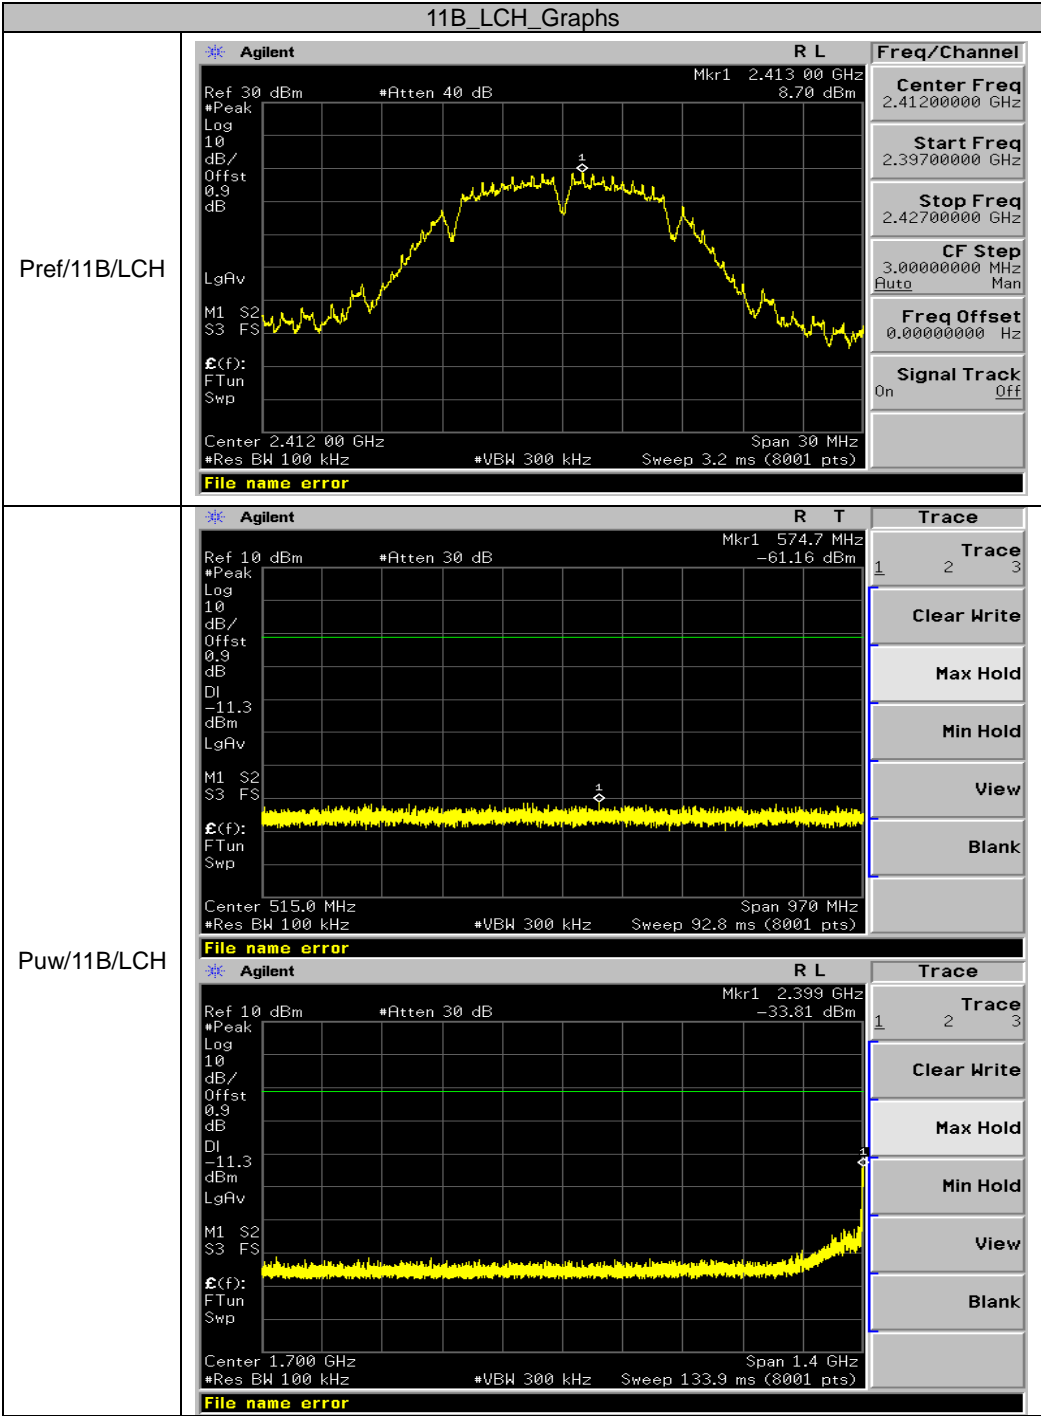 11B_LCH_Graphs
Pref/11B/LCH
Agilent R L
Mkr1 2.413 00 GHz
Ref 30 dBm #Atten 40 dB 8.70 dBm
#Peak
Log
10
dB/
Offst
0.9
dB
1
LgAv
M1 S2
S3 FS
£(f):
FTun
Swp
Center 2.412 00 GHz Span 30 MHz
#Res BW 100 kHz #VBW 300 kHz Sweep 3.2 ms (8001 pts)
File name error
Freq/Channel
Center Freq
2.41200000 GHz
Start Freq
2.39700000 GHz
Stop Freq
2.42700000 GHz
CF Step
3.00000000 MHz
Auto Man
Freq Offset
0.00000000 Hz
Signal Track
On Off
Puw/11B/LCH
Agilent R T
Mkr1 574.7 MHz
Ref 10 dBm #Atten 30 dB -61.16 dBm
#Peak
Log
10
dB/
Offst
0.9
dB
DI
-11.3
dBm
LgAv
1
M1 S2
S3 FS
£(f):
FTun
Swp
Center 515.0 MHz Span 970 MHz
#Res BW 100 kHz #VBW 300 kHz Sweep 92.8 ms (8001 pts)
File name error
Trace
Trace
1 2 3
Clear Write
Max Hold
Min Hold
View
Blank
Agilent R L
Mkr1 2.399 GHz
Ref 10 dBm #Atten 30 dB -33.81 dBm
#Peak
Log
10
dB/
Offst
0.9
dB
DI
-11.3
dBm
LgAv
1
M1 S2
S3 FS
£(f):
FTun
Swp
Center 1.700 GHz Span 1.4 GHz
#Res BW 100 kHz #VBW 300 kHz Sweep 133.9 ms (8001 pts)
File name error
Trace
Trace
1 2 3
Clear Write
Max Hold
Min Hold
View
Blank